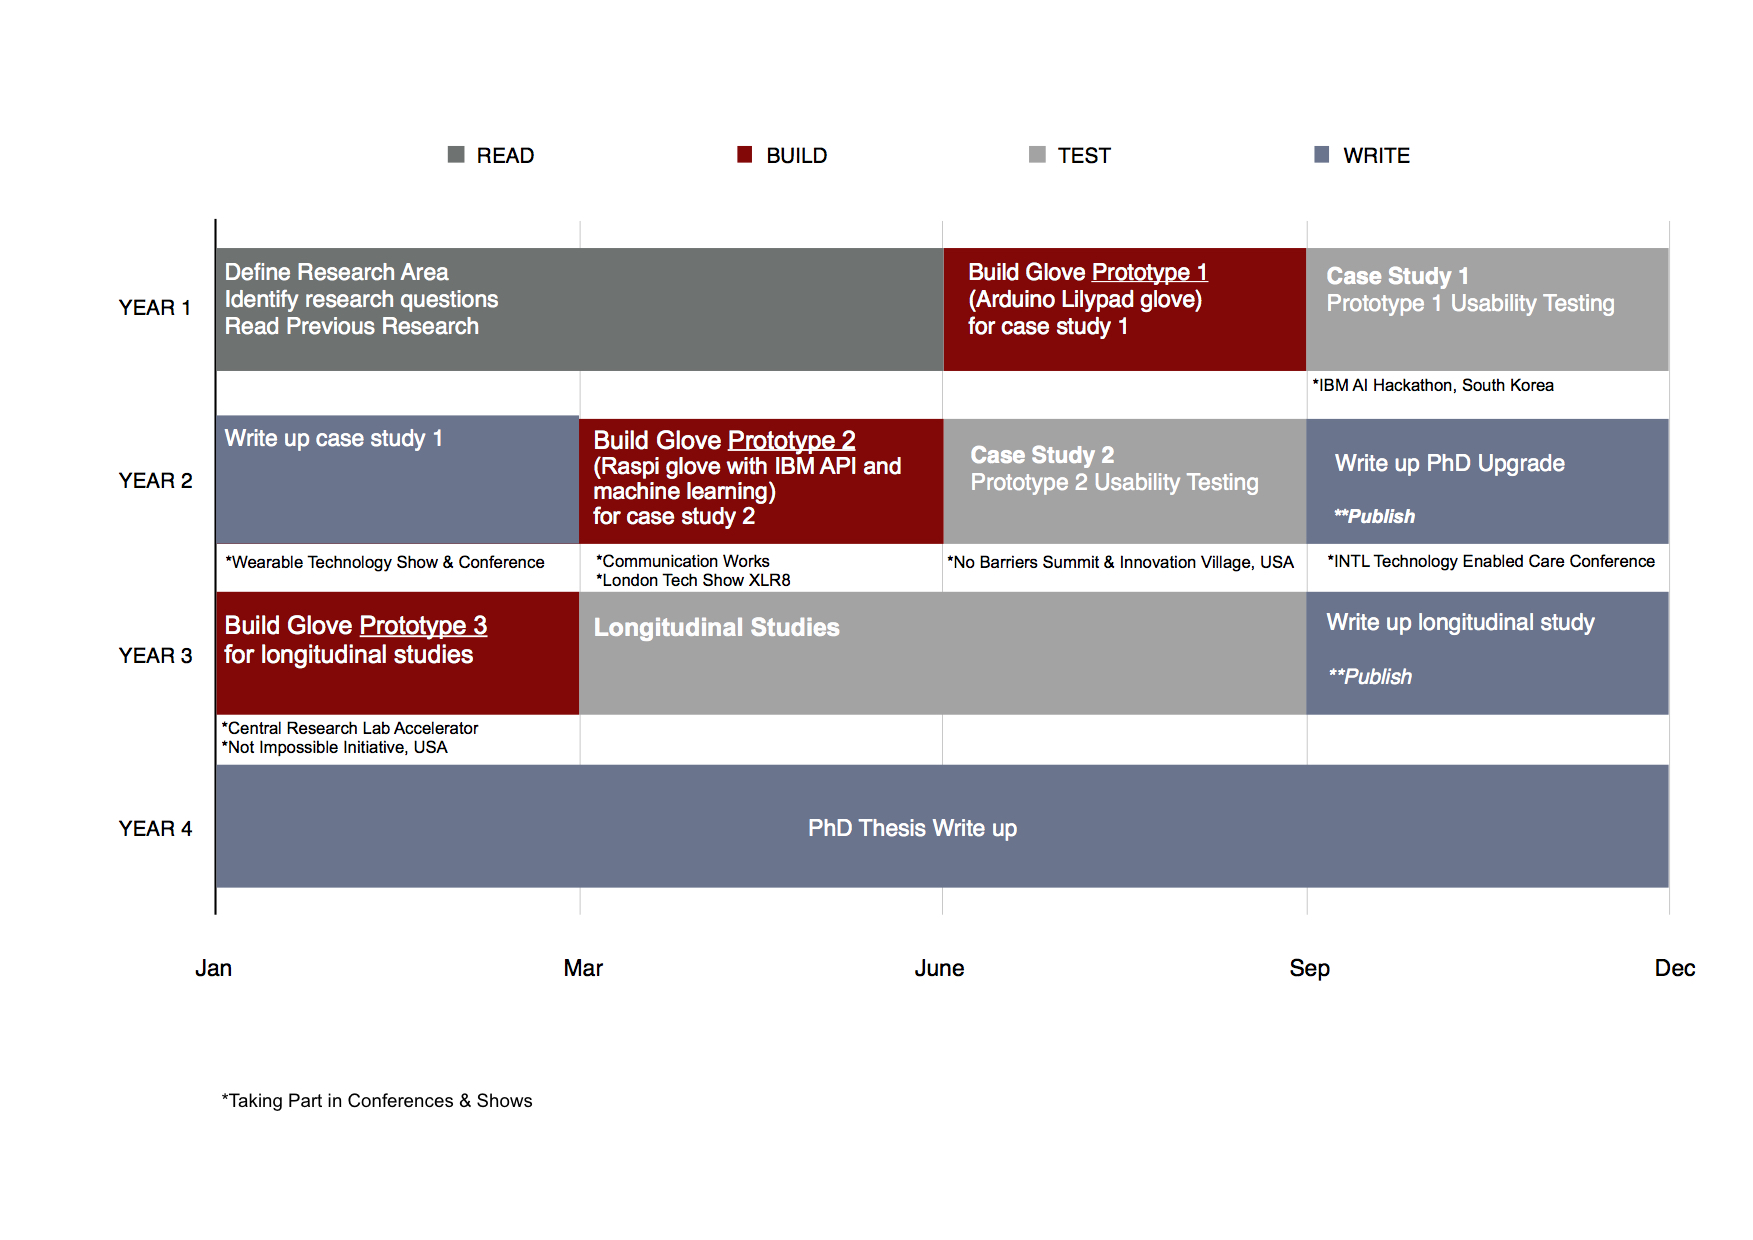 READ BUILD TEST WRITE
YEAR 1
Define Research Area
Identify research questions
Read Previous Research
Build Glove Prototype 1
(Arduino Lilypad glove)
for case study 1
Case Study 1
Prototype 1 Usability Testing
*IBM AI Hackathon, South Korea
YEAR 2
Write up case study 1
Build Glove Prototype 2
(Raspi glove with IBM API and
machine learning)
for case study 2
Case Study 2
Prototype 2 Usability Testing
Write up PhD Upgrade
**Publish
*Wearable Technology Show & Conference
*Communication Works
*London Tech Show XLR8
*No Barriers Summit & Innovation Village, USA
*INTL Technology Enabled Care Conference
YEAR 3
Build Glove Prototype 3
for longitudinal studies
Longitudinal Studies
Write up longitudinal study
**Publish
*Central Research Lab Accelerator
*Not Impossible Initiative, USA
YEAR 4
PhD Thesis Write up
Jan Mar June Sep Dec
*Taking Part in Conferences & Shows